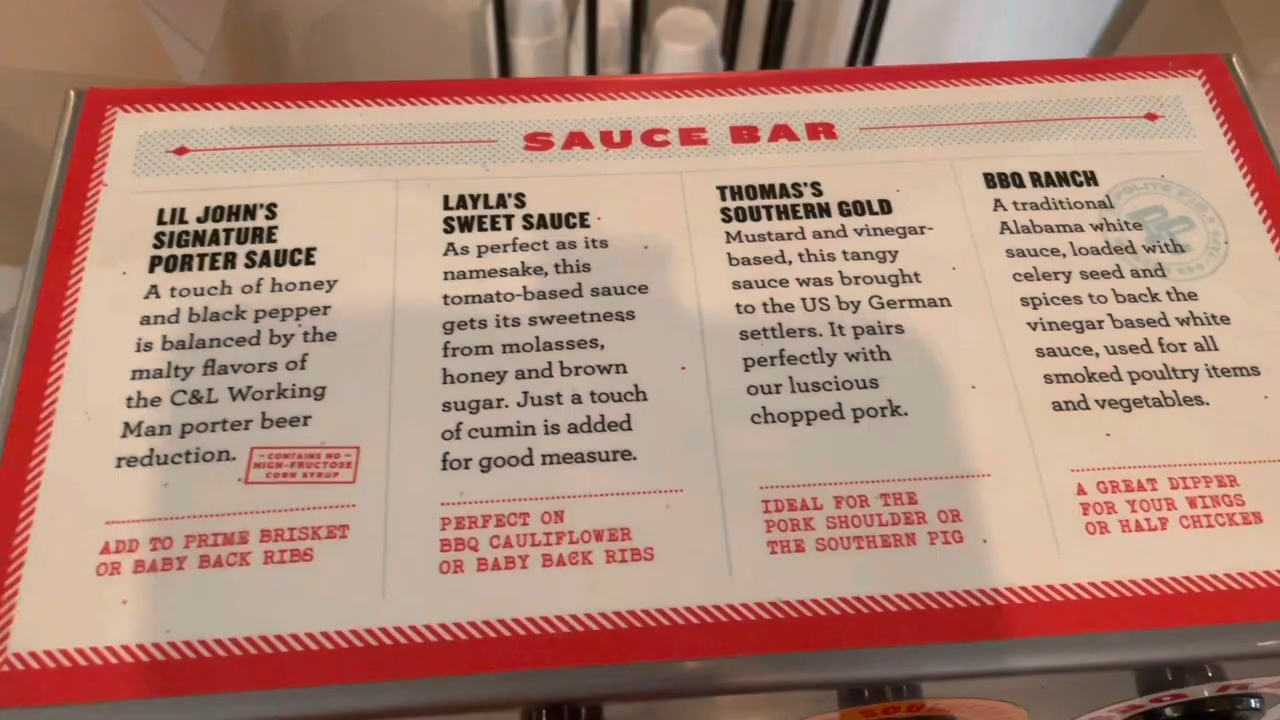 SAUCE BAR
LIL JOHN'S
SIGNATURE
PORTER SAUCE
A touch of honey
and black pepper
is balanced by the
malty flavors of
the C&L Working
Man porter beer
reduction.
CONTAINS NO
HIGH-FRUCTOSE
CORN SYRUP
ADD TO PRIME BRISKET
OR BABY BACK RIBS
LAYLA'S
SWEET SAUCE
As perfect as its
namesake, this
tomato-based sauce
gets its sweetness
from molasses,
honey and brown
sugar. Just a touch
of cumin is added
for good measure.
PERFECT ON
BBQ CAULIFLOWER
OR BABY BACK RIBS
THOMAS'S
SOUTHERN GOLD
Mustard and vinegar-
based, this tangy
sauce was brought
to the US by German
settlers. It pairs
perfectly with
our luscious
chopped pork.
IDEAL FOR THE
PORK SHOULDER OR
THE SOUTHERN PIG
BBQ RANCH
A traditional
Alabama white
sauce, loaded with
celery seed and
spices to back the
vinegar based white
sauce, used for all
smoked poultry items
and vegetables.
A GREAT DIPPER
FOR YOUR WINGS
OR HALF CHICKEN